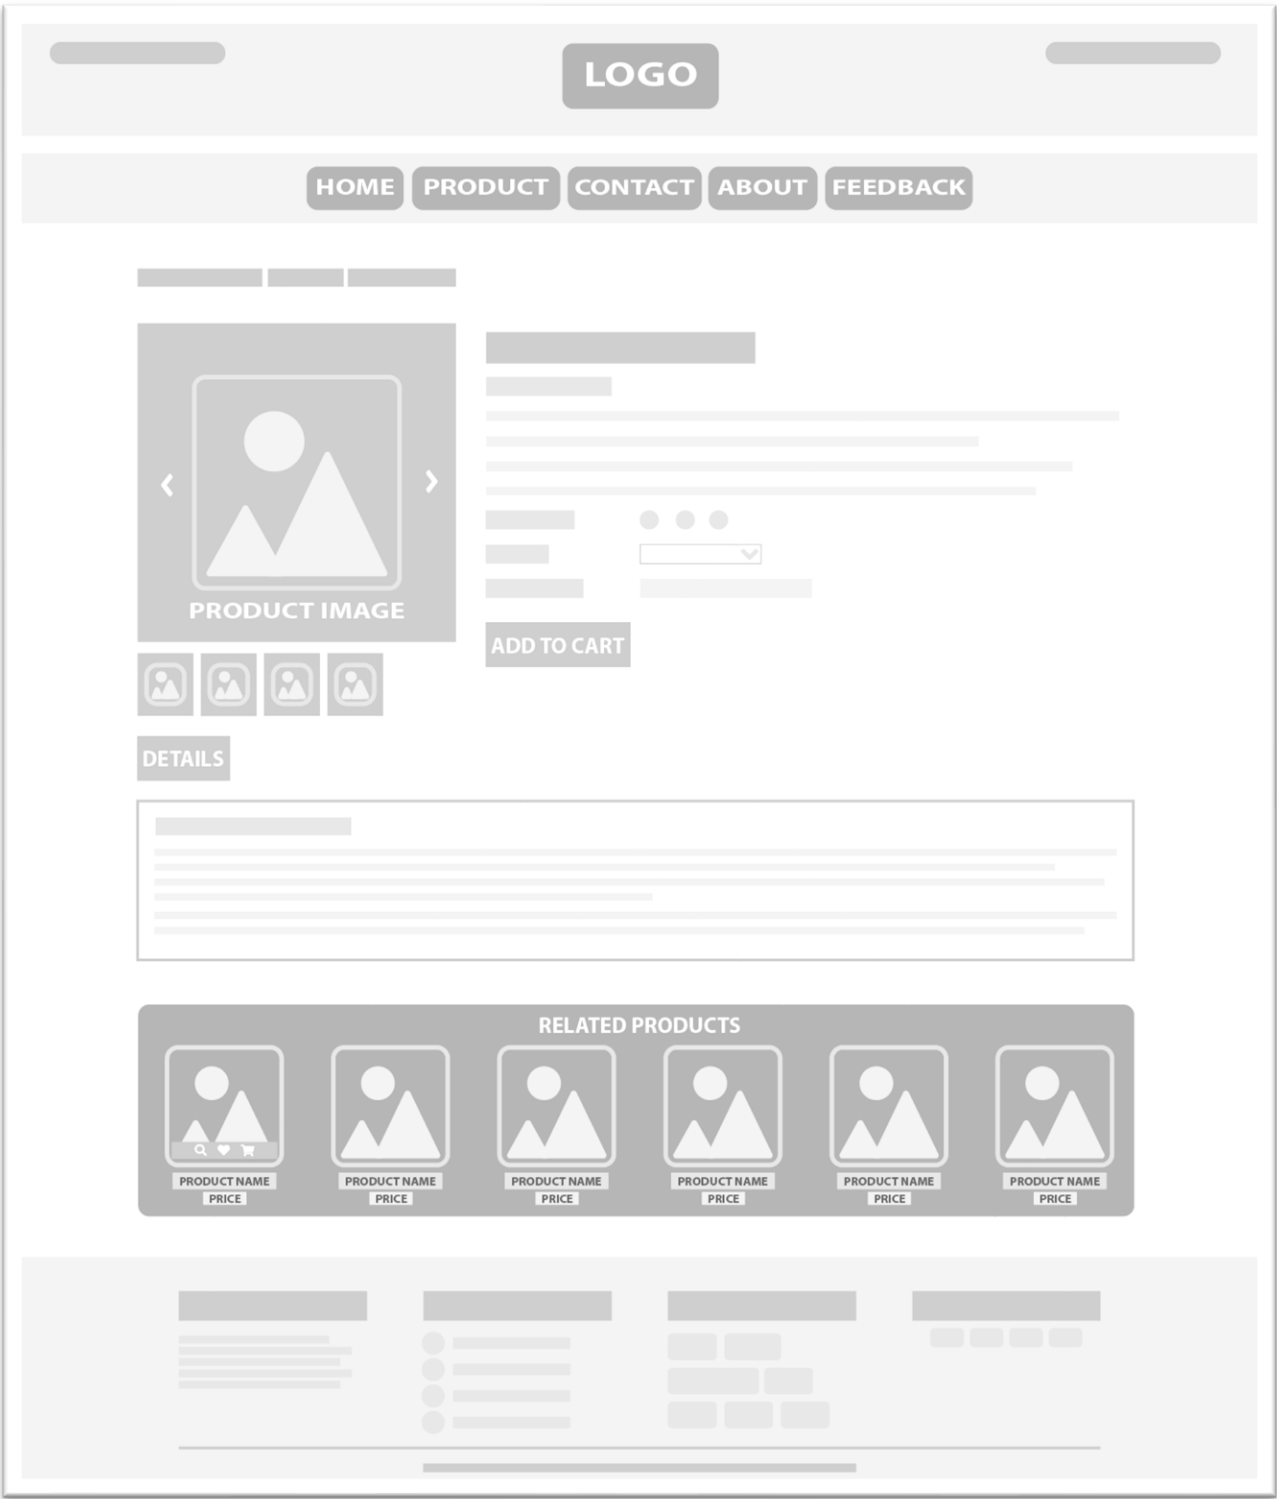 LOGO
HOME PRODUCT CONTACT ABOUT FEEDBACK
PRODUCT IMAGE
ADD TO CART
DETAILS
RELATED PRODUCTS
PRODUCT NAME PRODUCT NAME PRODUCT NAME PRODUCT NAME PRODUCT NAME PRODUCT NAME
PRICE PRICE PRICE PRICE PRICE PRICE